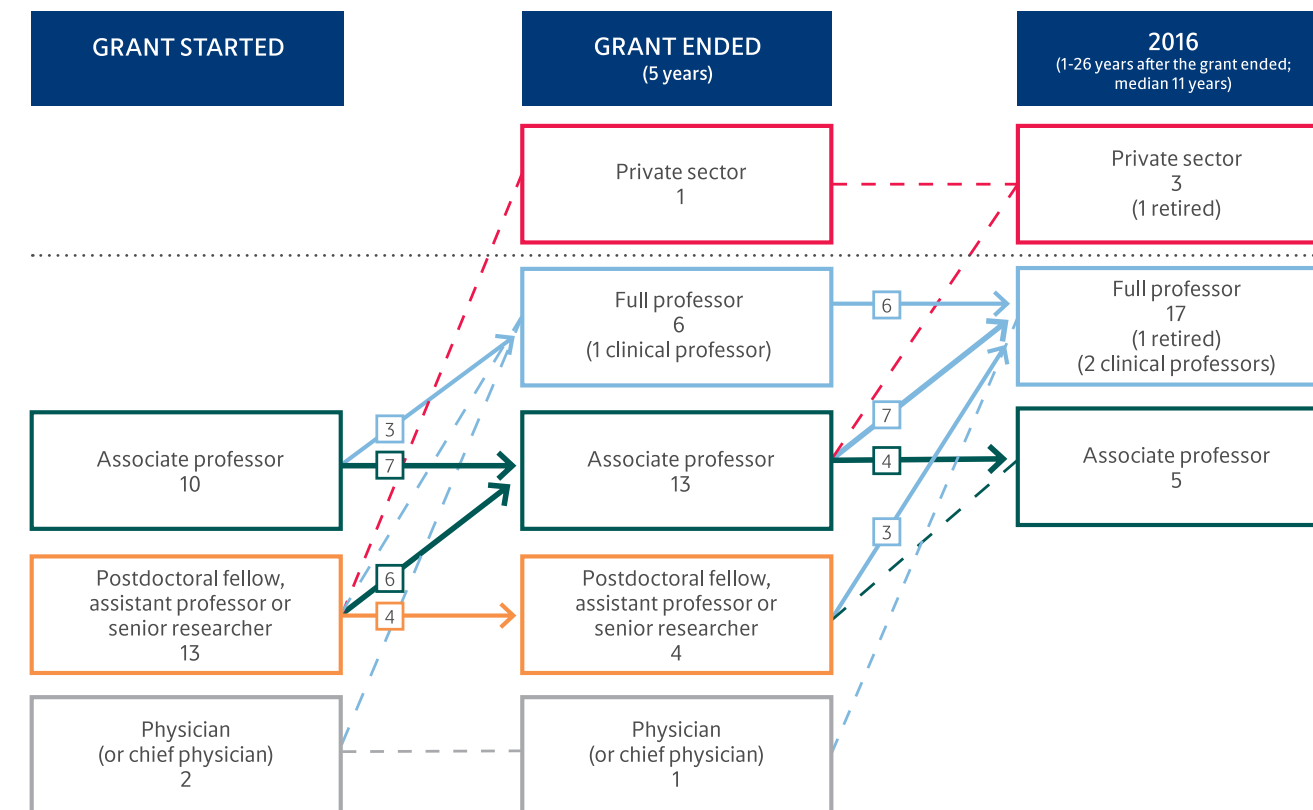 GRANT STARTED
GRANT ENDED
(5 years)
2016
(1-26 years after the grant ended;
median 11 years)
Private sector
1
Private sector
3
(1 retired)
Full professor
6
(1 clinical professor)
6
Full professor
17
(1 retired)
(2 clinical professors)
Associate professor
10
3
7
Associate professor
13
7
4
Associate professor
5
Postdoctoral fellow,
assistant professor or
senior researcher
13
6
4
Postdoctoral fellow,
assistant professor or
senior researcher
4
3
Physician
(or chief physician)
2
Physician
(or chief physician)
1